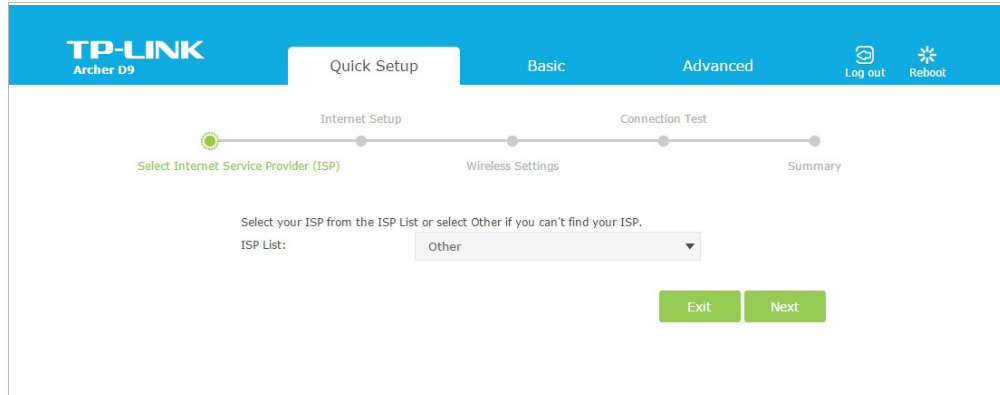 TP-LINK
Archer D9
Quick Setup
Basic
Advanced
Log out
Reboot
Internet Setup
Connection Test
Select Internet Service Provider (ISP)
Wireless Settings
Summary
Select your ISP from the ISP List or select Other if you can't find your ISP.
ISP List:
Other
Exit
Next